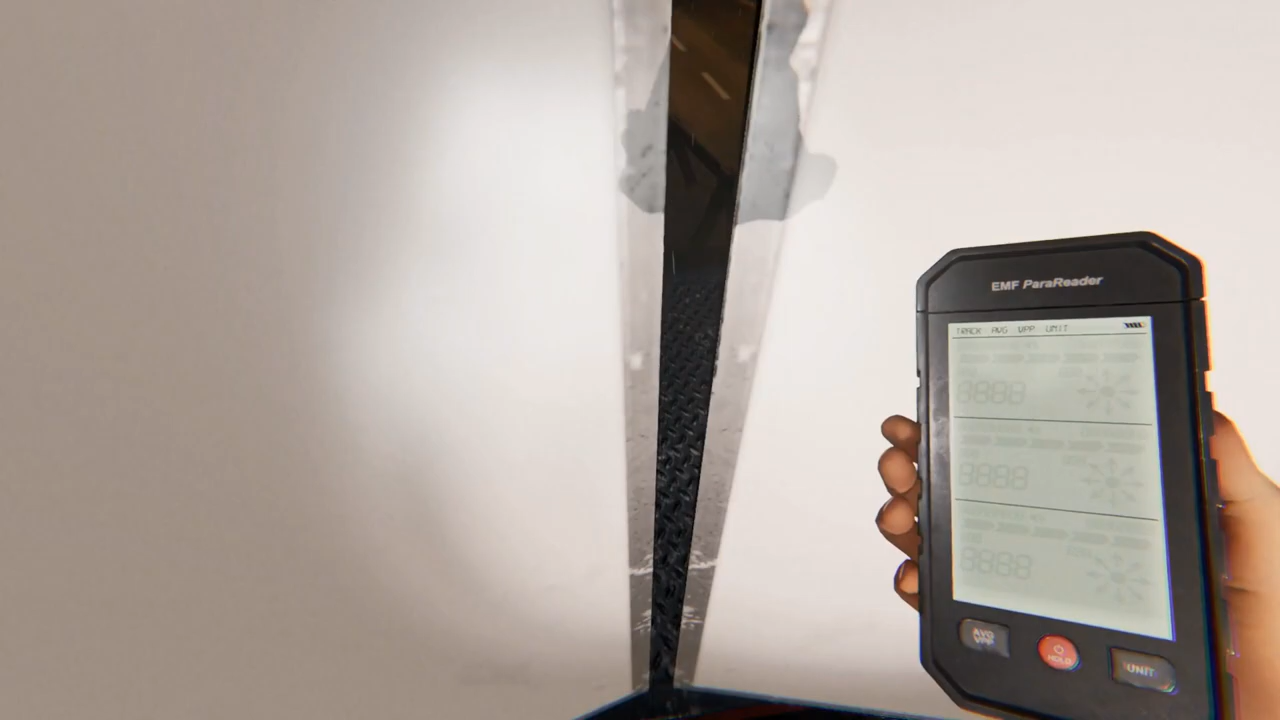 EMF ParaReader
TRACK AVG VPP UNIT
8888
8888
8888
AVG
VPP
HOLD
UNIT